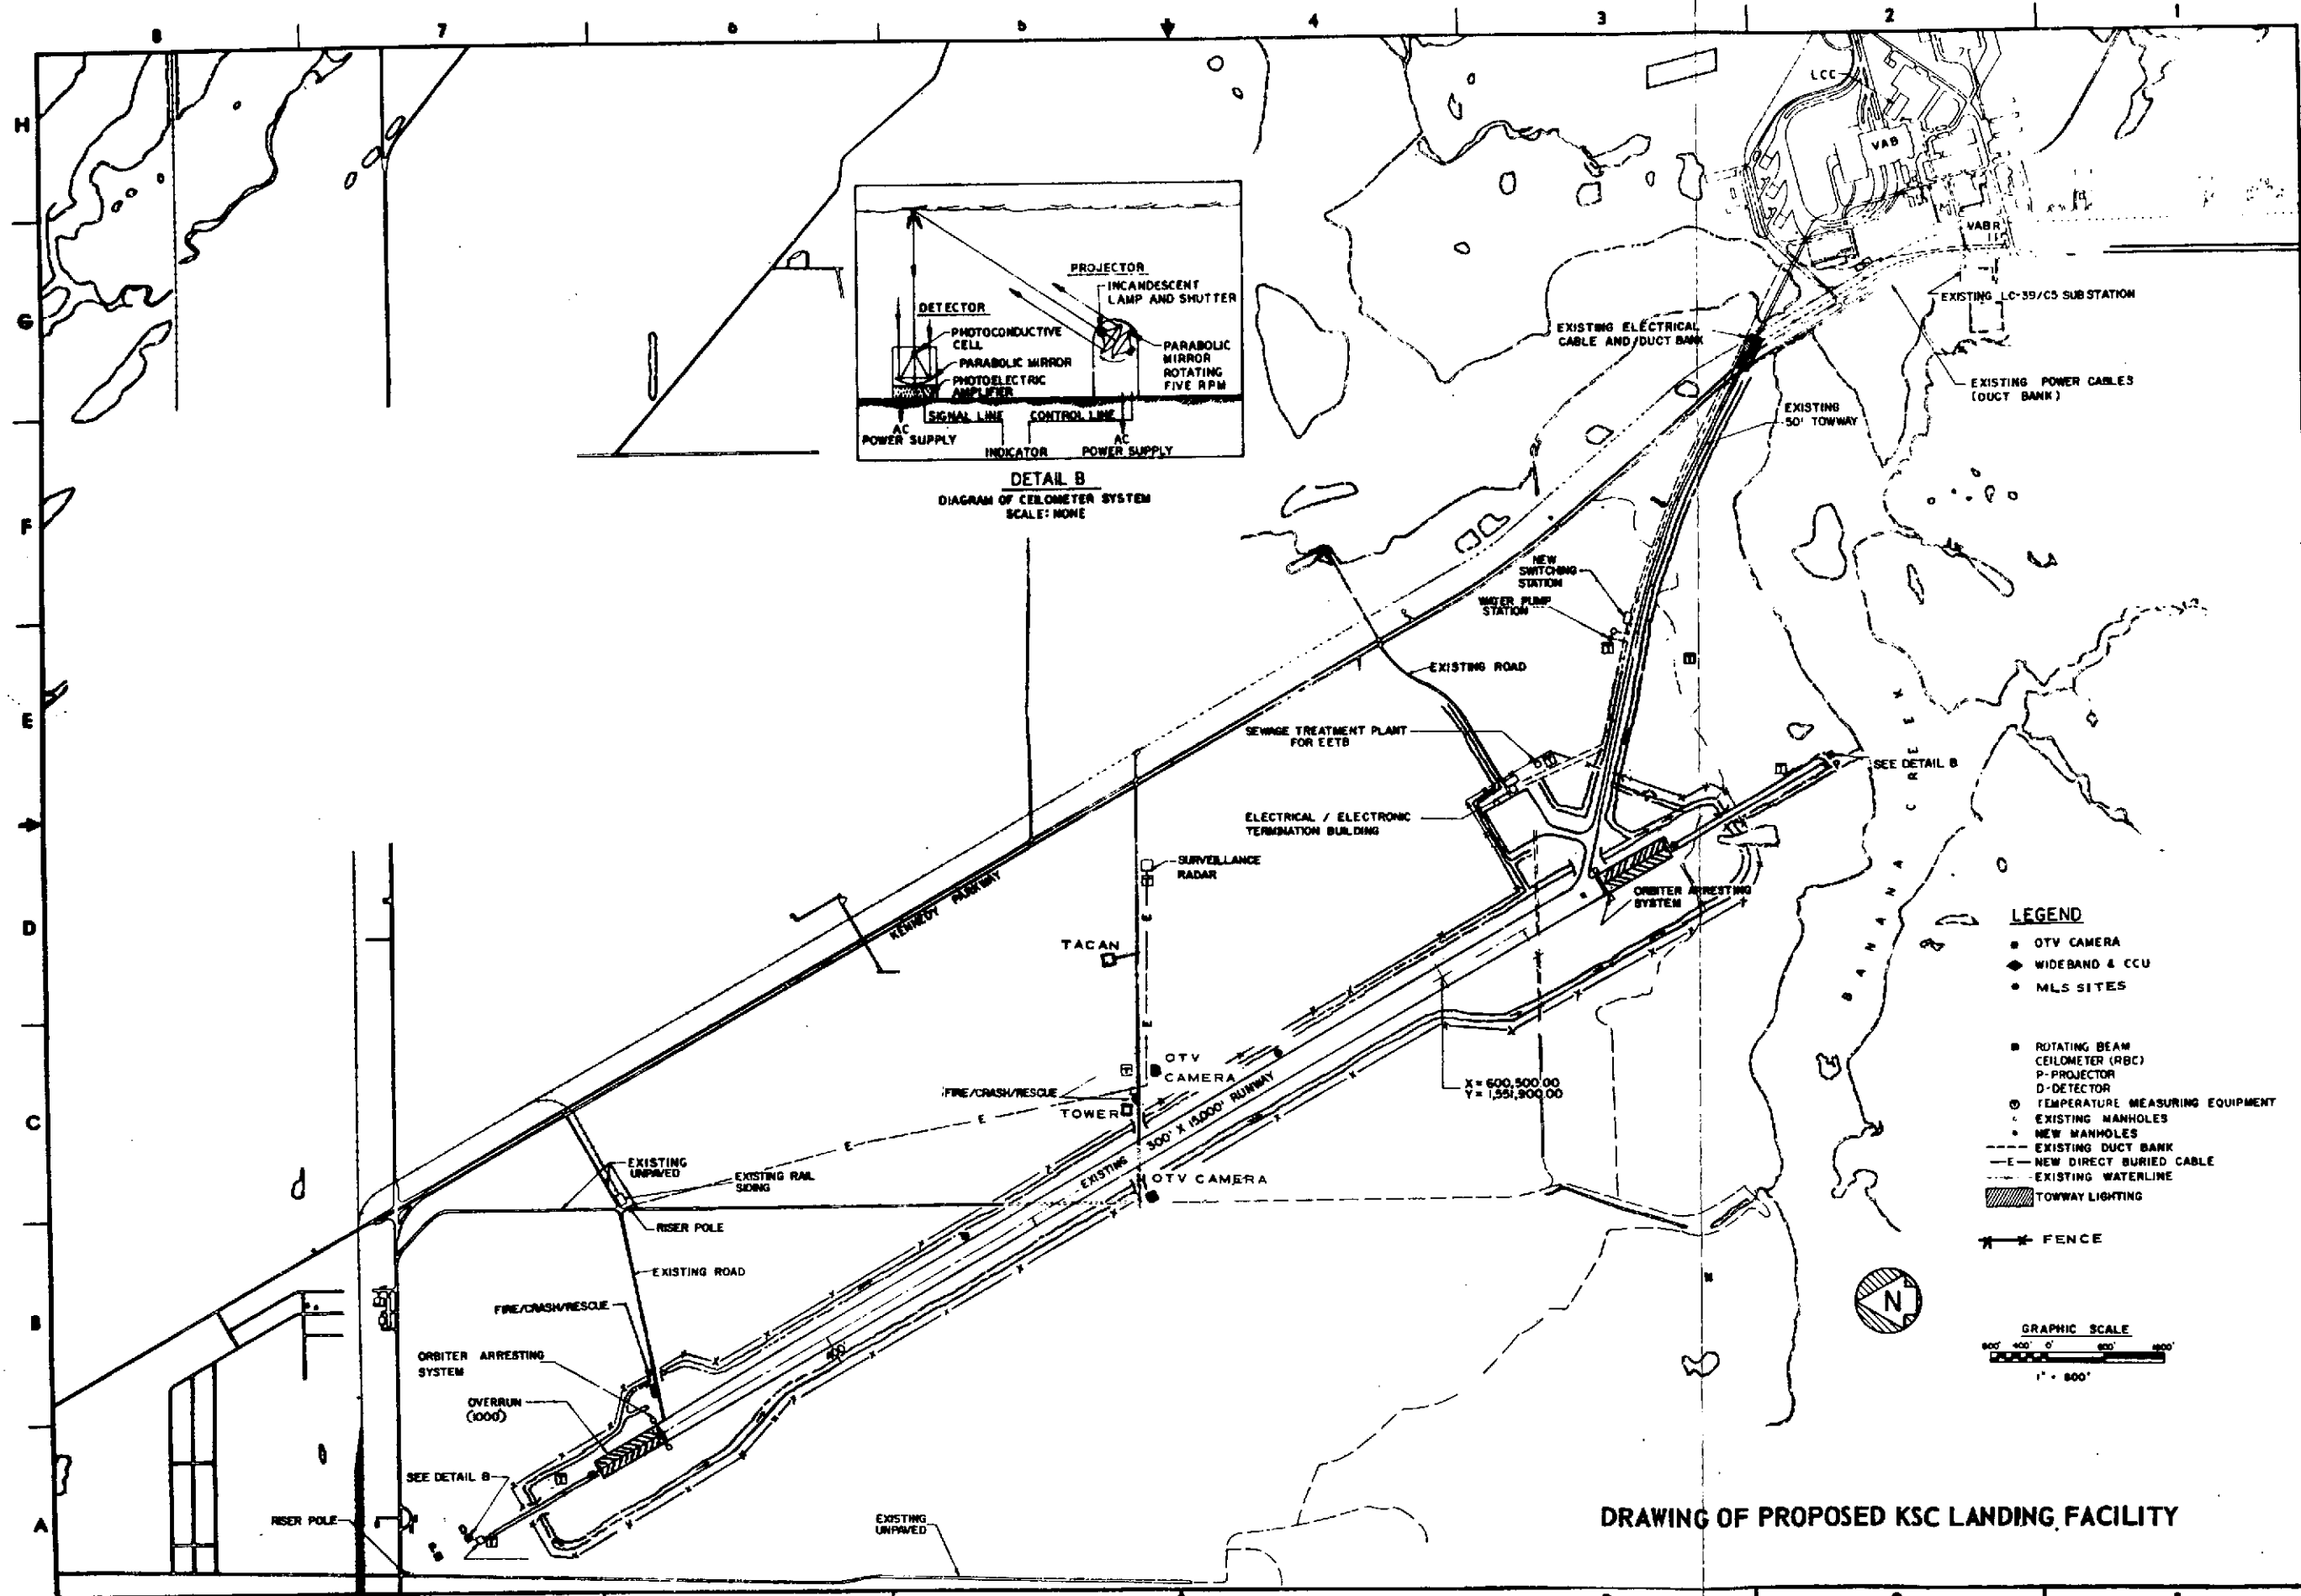 8 7 6 5 4 3 2 1
H
G
F
E
D
C
B
A
LCC
VAB
VABR
EXISTING LC-39/C5 SUBSTATION
EXISTING ELECTRICAL
CABLE AND DUCT BANK
EXISTING POWER CABLES
(DUCT BANK)
EXISTING
50' TOWWAY
PROJECTOR
INCANDESCENT
LAMP AND SHUTTER
DETECTOR
PHOTOCONDUCTIVE
CELL
PARABOLIC MIRROR
PHOTOELECTRIC
AMPLIFIER
PARABOLIC
MIRROR
ROTATING
FIVE RPM
SIGNAL LINE
CONTROL LINE
AC
POWER SUPPLY
INDICATOR
AC
POWER SUPPLY
DETAIL B
DIAGRAM OF CEILOMETER SYSTEM
SCALE: NONE
NEW
SWITCHING
STATION
WATER PUMP
STATION
EXISTING ROAD
SEWAGE TREATMENT PLANT
FOR EETB
SEE DETAIL B
ELECTRICAL / ELECTRONIC
TERMINATION BUILDING
BANANA CREEK
SURVEILLANCE
RADAR
KENNEDY PARKWAY
ORBITER ARRESTING
SYSTEM
TACAN
OTV
CAMERA
FIRE/CRASH/RESCUE
TOWER
X = 600,500.00
Y = 1,551,900.00
EXISTING 300' X 15,000' RUNWAY
OTV CAMERA
EXISTING
UNPAVED
EXISTING RAIL
SIDING
RISER POLE
EXISTING ROAD
FIRE/CRASH/RESCUE
ORBITER ARRESTING
SYSTEM
OVERRUN
(1000')
SEE DETAIL B
RISER POLE
EXISTING
UNPAVED
LEGEND
OTV CAMERA
WIDEBAND & CCU
MLS SITES
ROTATING BEAM
CEILOMETER (RBC)
P-PROJECTOR
D-DETECTOR
TEMPERATURE MEASURING EQUIPMENT
EXISTING MANHOLES
NEW MANHOLES
EXISTING DUCT BANK
E NEW DIRECT BURIED CABLE
EXISTING WATERLINE
TOWWAY LIGHTING
X X FENCE
N
GRAPHIC SCALE
800' 400' 0' 800' 1600'
1" = 800'
DRAWING OF PROPOSED KSC LANDING FACILITY